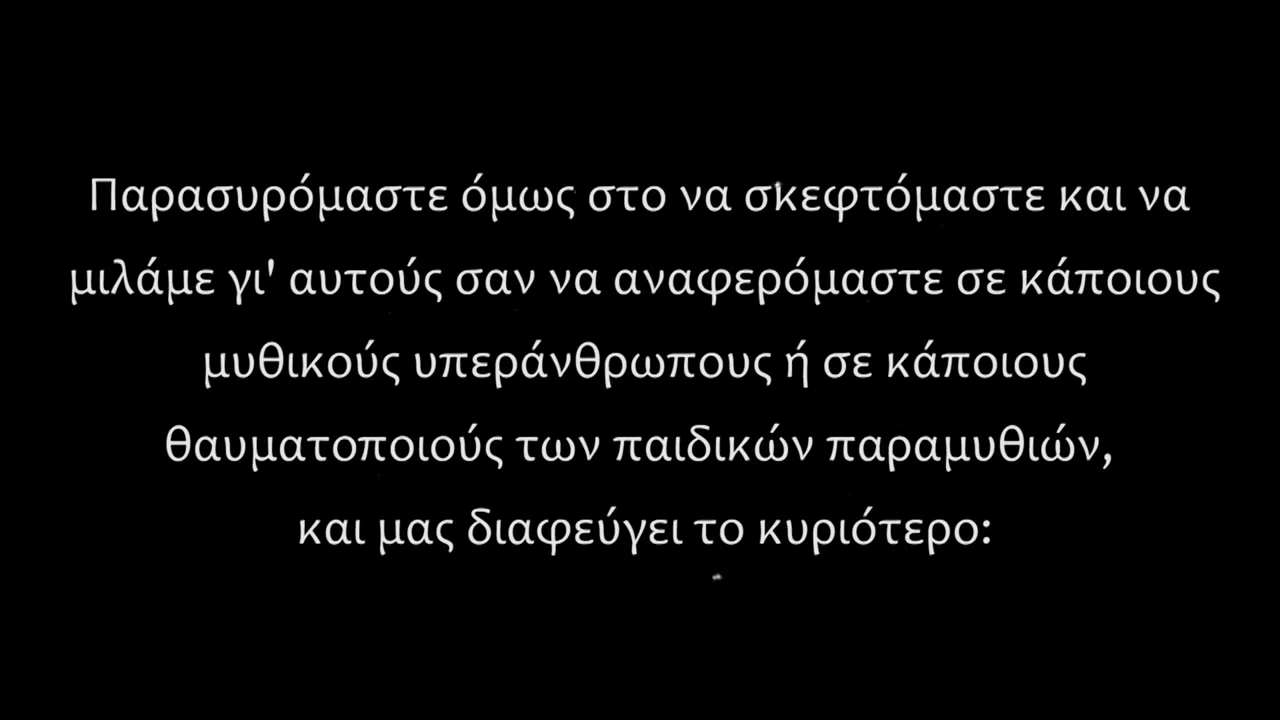 Παρασυρόμαστε όμως στο να σκεφτόμαστε και να
μιλάμε γι' αυτούς σαν να αναφερόμαστε σε κάποιους
μυθικούς υπεράνθρωπους ή σε κάποιους
θαυματοποιούς των παιδικών παραμυθιών,
και μας διαφεύγει το κυριότερο: